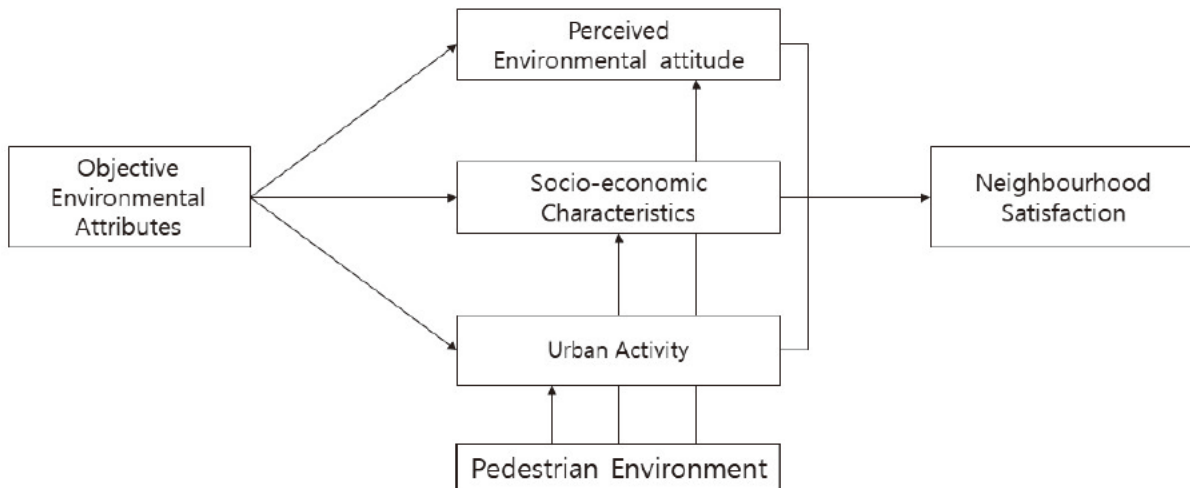 Perceived
Environmental attitude
Objective
Environmental
Attributes
Socio-economic
Characteristics
Neighbourhood
Satisfaction
Urban Activity
Pedestrian Environment